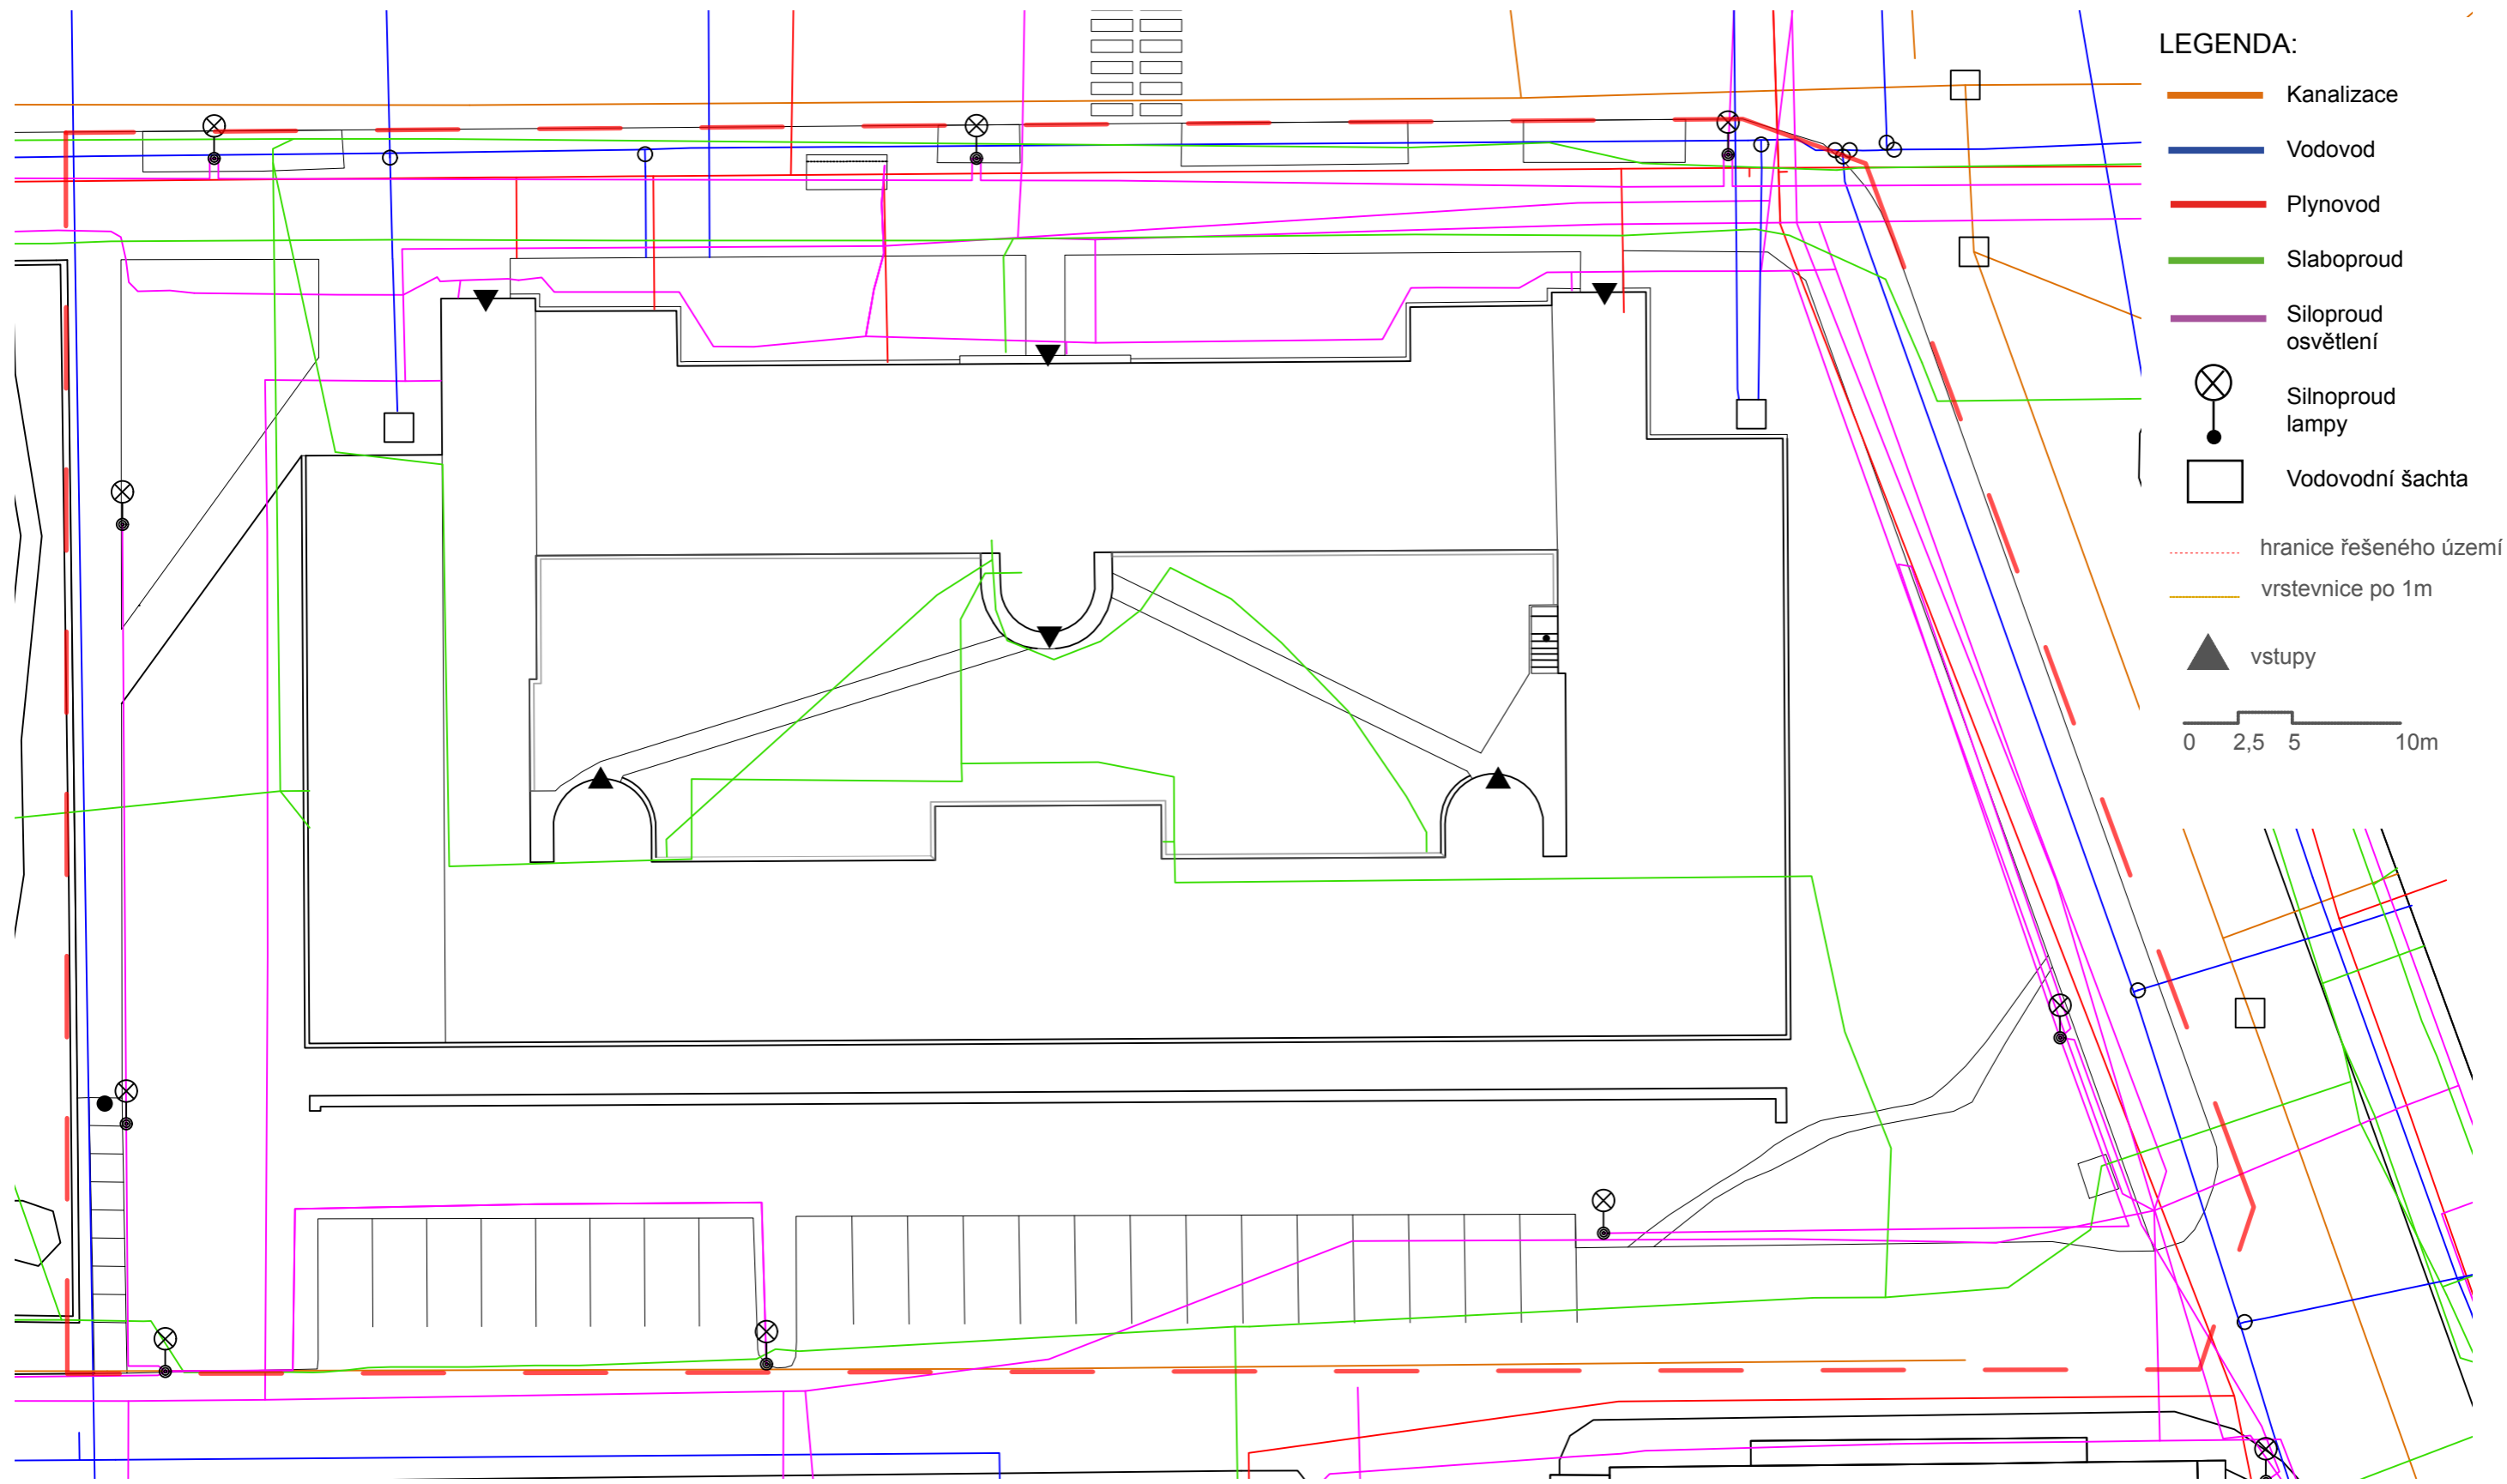 LEGENDA:
Kanalizace
Vodovod
Plynovod
Slaboproud
Siloproud
osvětlení
Silnoproud
lampy
Vodovodní šachta
hranice řešeného území
vrstevnice po 1m
vstupy
0 2,5 5 10m